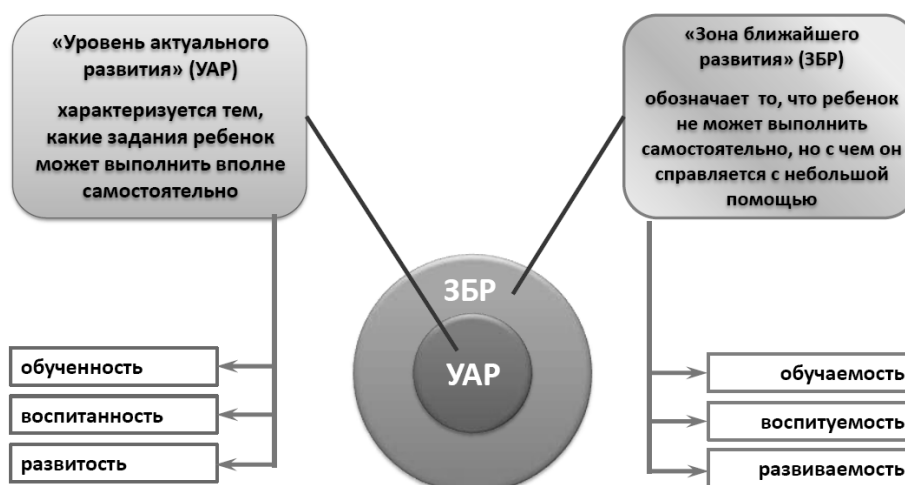 «Уровень актуального
развития» (УАР)
характеризуется тем,
какие задания ребенок
может выполнить вполне
самостоятельно
«Зона ближайшего
развития» (ЗБР)
обозначает то, что ребенок
не может выполнить
самостоятельно, но с чем он
справляется с небольшой
помощью
ЗБР
УАР
обученность
воспитанность
развитость
обучаемость
воспитуемость
развиваемость